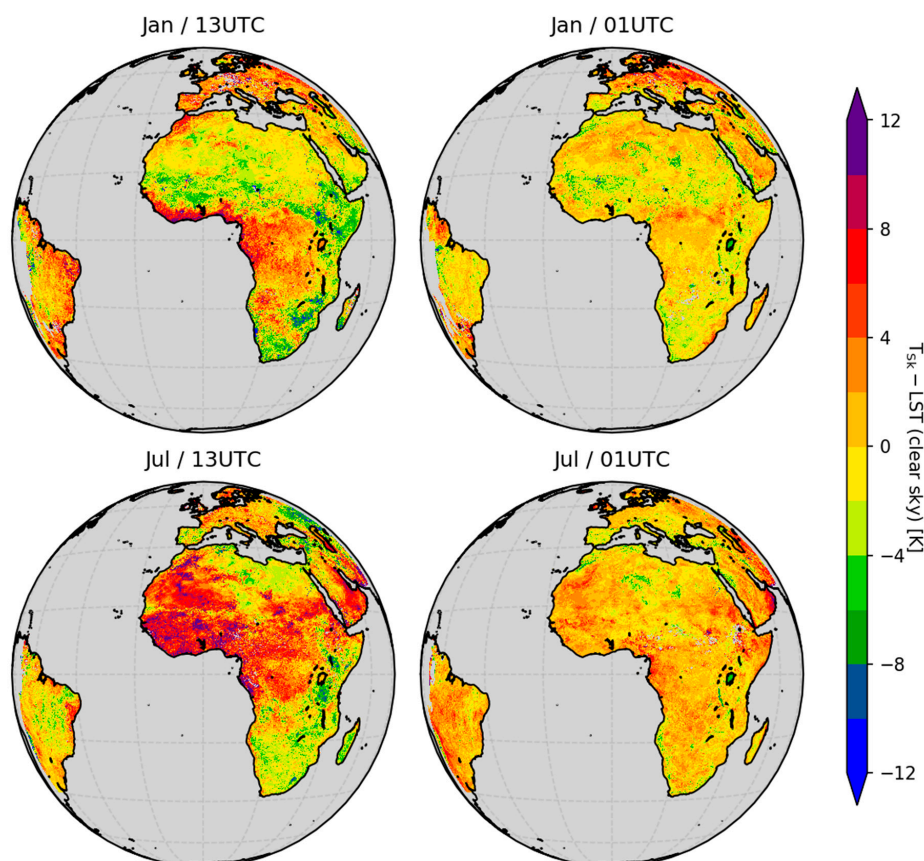 Jan / 13UTC
Jan / 01UTC
Jul / 13UTC
Jul / 01UTC
12
8
4
0
−4
−8
−12
Tsk − LST (clear sky) [K]